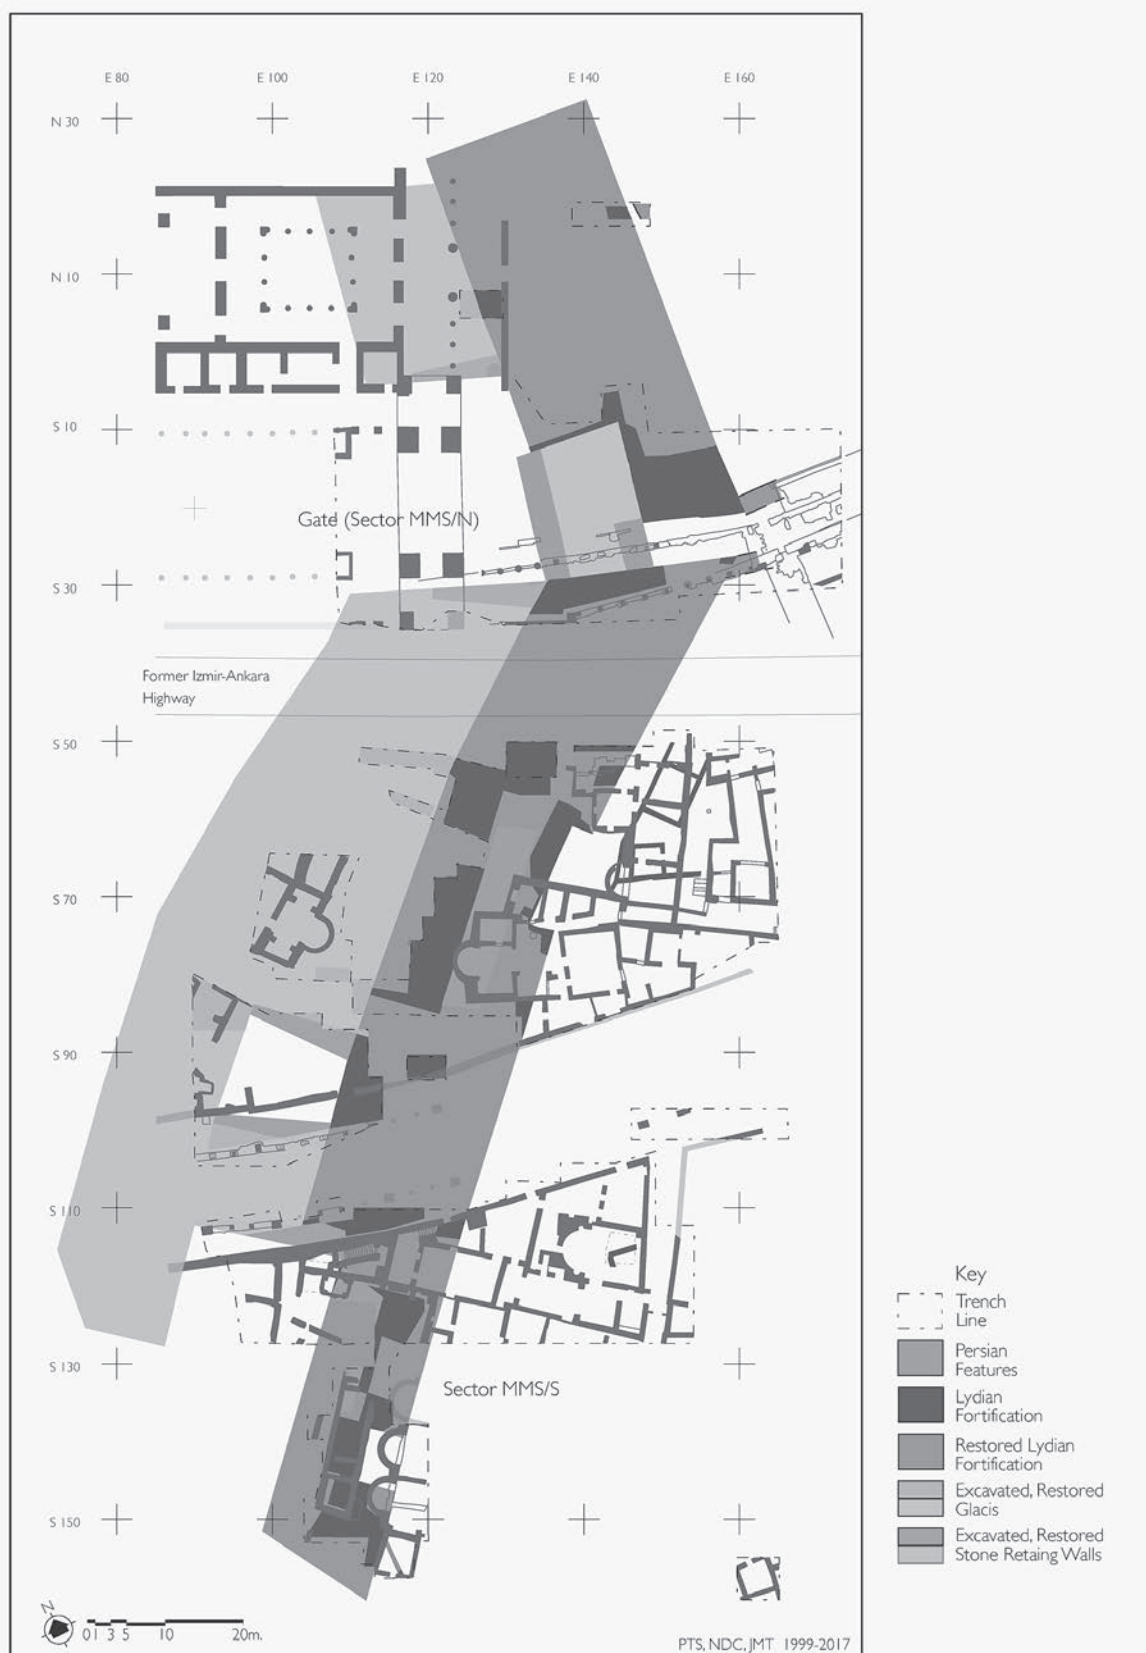 E 80 E 100 E 120 E 140 E 160
N 30
N 10
S 10
Gate (Sector MMS/N)
S 30
Former Izmir-Ankara
Highway
S 50
S 70
S 90
S 110
S 130
Sector MMS/S
S 150
Key
Trench
Line
Persian
Features
Lydian
Fortification
Restored Lydian
Fortification
Excavated, Restored
Glacis
Excavated, Restored
Stone Retaing Walls
N
01 3 5 10 20m.
PTS, NDC, JMT 1999-2017